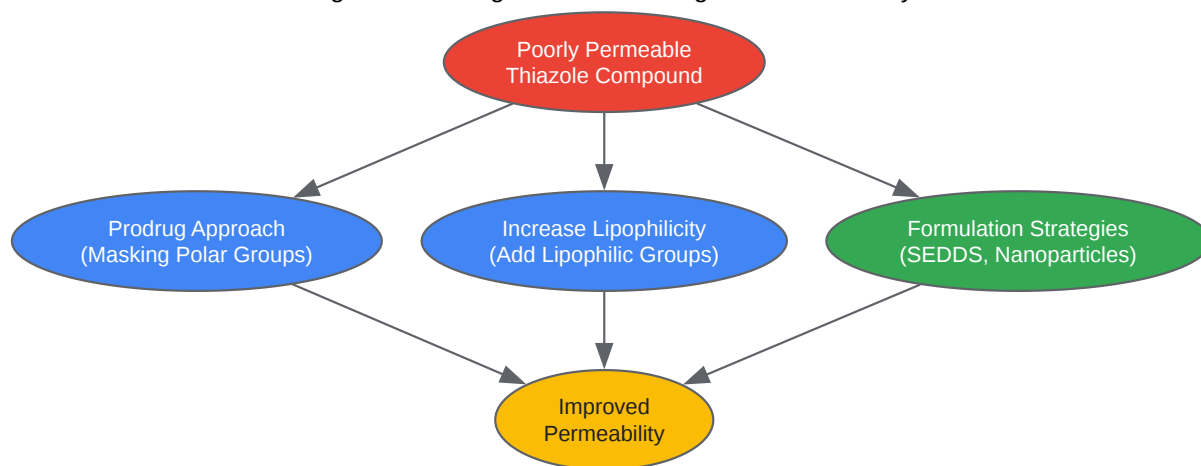 Poorly Permeable
Thiazole Compound
Prodrug Approach
(Masking Polar Groups)
Increase Lipophilicity
(Add Lipophilic Groups)
Formulation Strategies
(SEDDS, Nanoparticles)
Improved
Permeability